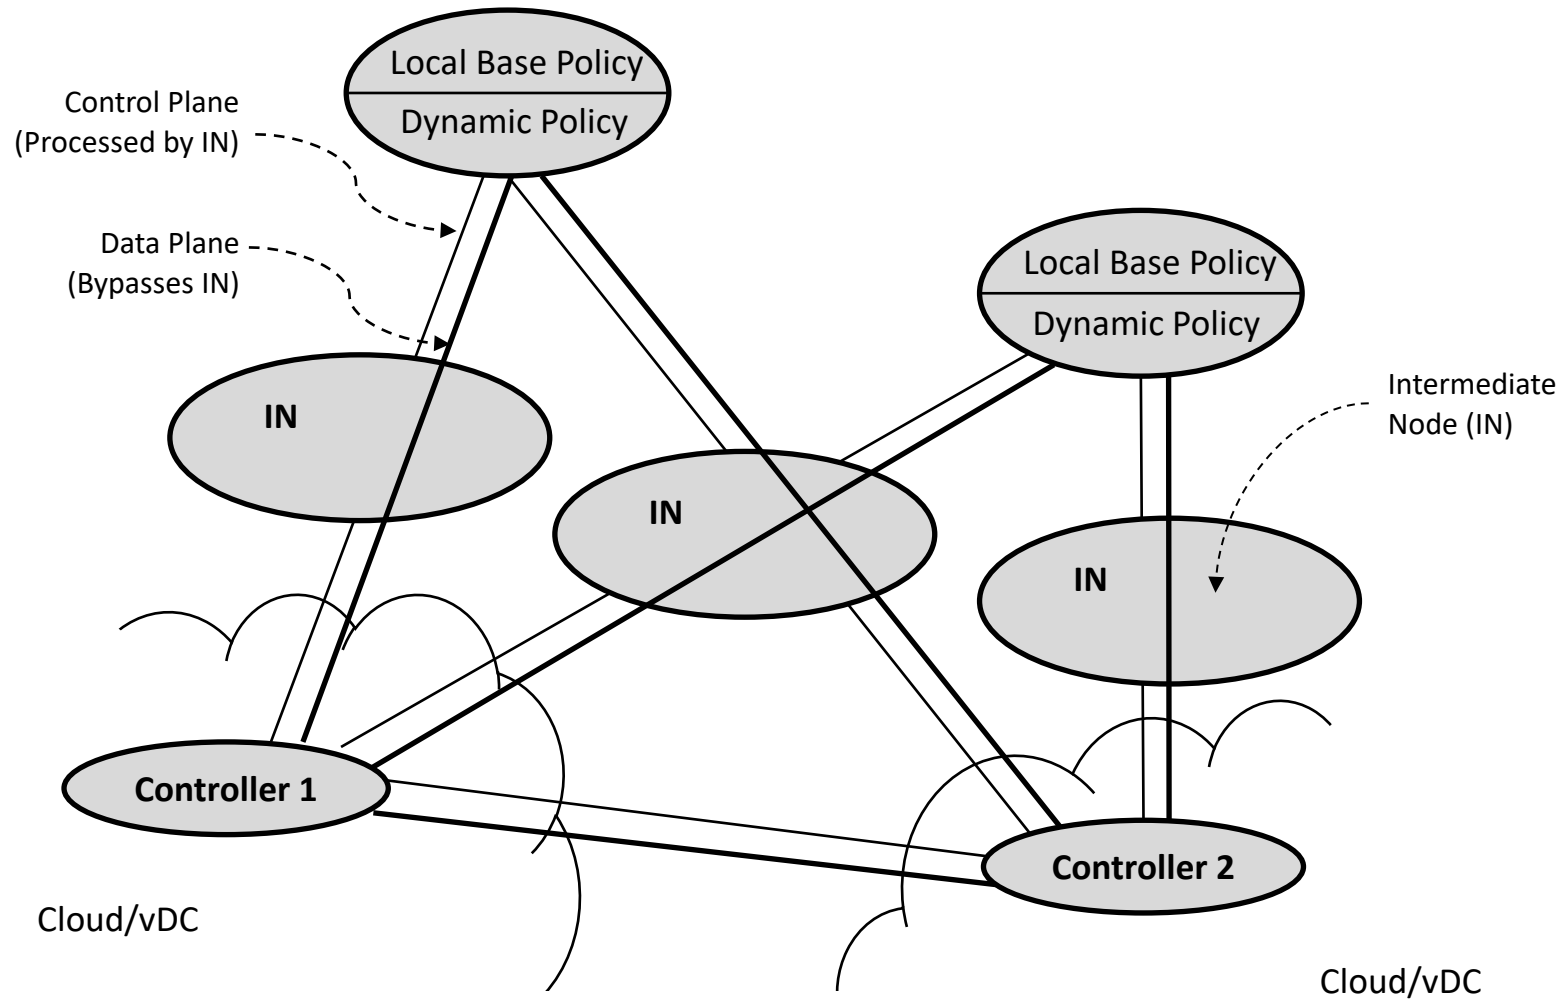 Local Base Policy
Dynamic Policy
Control Plane
(Processed by IN)
Data Plane
(Bypasses IN)
Local Base Policy
Dynamic Policy
Intermediate
Node (IN)
IN
IN
IN
Controller 1
Controller 2
Cloud/vDC
Cloud/vDC